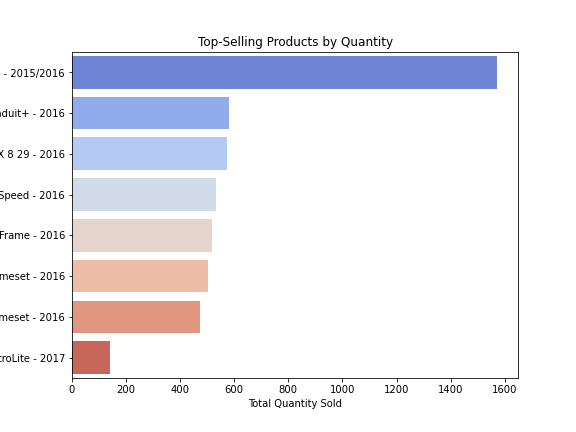 Top-Selling Products by Quantity
- 2015/2016
duit+ - 2016
X 8 29 - 2016
Speed - 2016
Frame - 2016
meset - 2016
meset - 2016
troLite - 2017
0 200 400 600 800 1000 1200 1400 1600
Total Quantity Sold